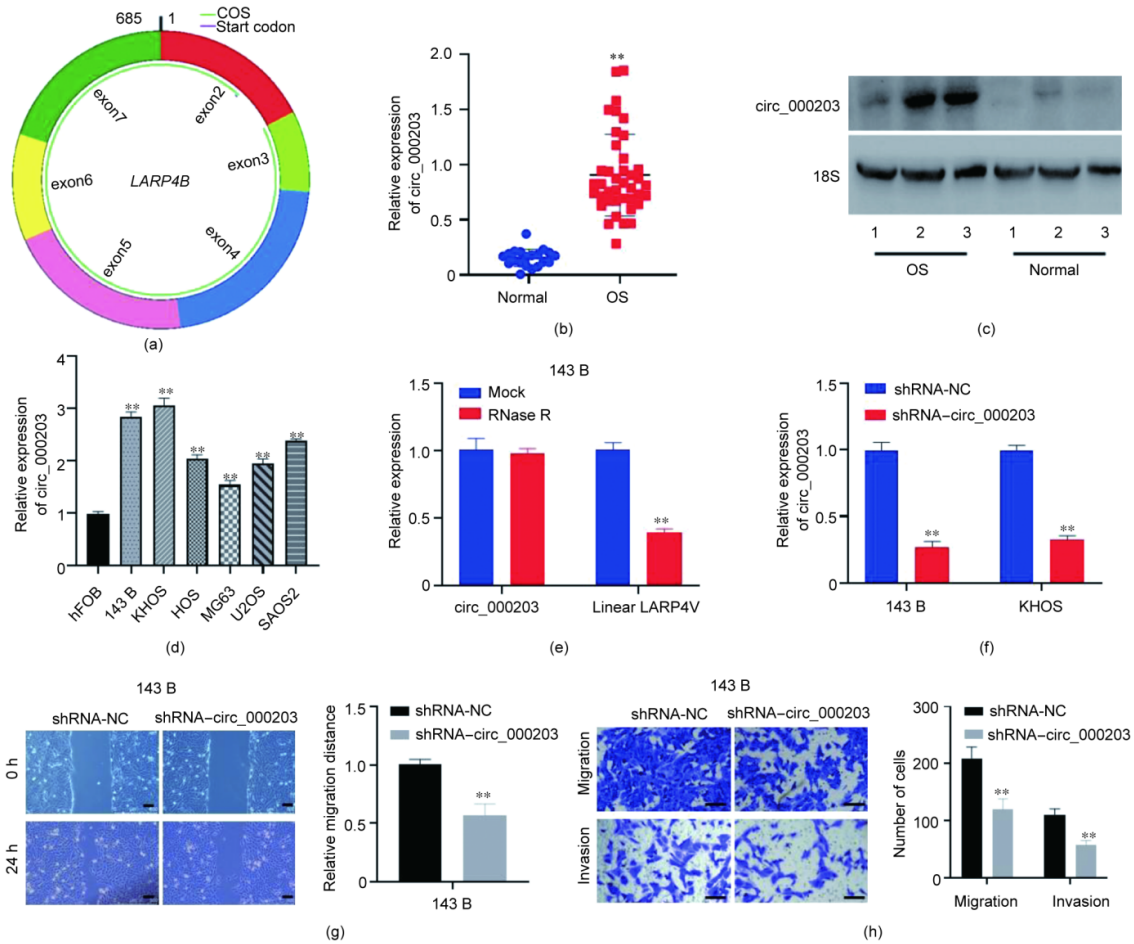 685
1
COS
Start codon
exon2
exon3
exon4
exon5
exon6
exon7
LARP4B
(a)
Relative expression
of circ_000203
2.0
1.5
1.0
0.5
0
**
Normal
OS
(b)
circ_000203
18S
1 2 3 1 2 3
OS Normal
(c)
Relative expression
of circ_000203
4
3
2
1
0
**
**
**
**
**
**
hFOB
143 B
KHOS
HOS
MG63
U2OS
SAOS2
(d)
143 B
Mock
RNase R
Relative expression
1.5
1.0
0.5
0
**
circ_000203
Linear LARP4V
(e)
shRNA-NC
shRNA–circ_000203
Relative expression
of circ_000203
1.5
1.0
0.5
0
**
**
143 B
KHOS
(f)
143 B
shRNA-NC
shRNA–circ_000203
0 h
24 h
Relative migration distance
1.5
1.0
0.5
0
shRNA-NC
shRNA–circ_000203
**
143 B
(g)
143 B
shRNA-NC
shRNA–circ_000203
Migration
Invasion
Number of cells
300
200
100
0
shRNA-NC
shRNA–circ_000203
**
**
Migration
Invasion
(h)